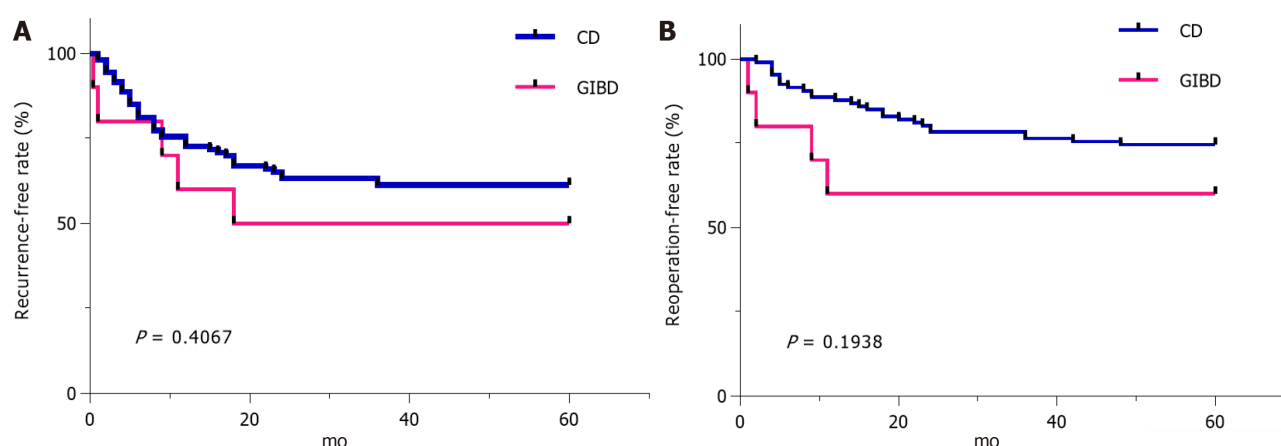 A
CD
GIBD
Recurrence-free rate (%)
100
50
0
P = 0.4067
0 20 40 60
mo
B
CD
GIBD
Reoperation-free rate (%)
100
50
0
P = 0.1938
0 20 40 60
mo